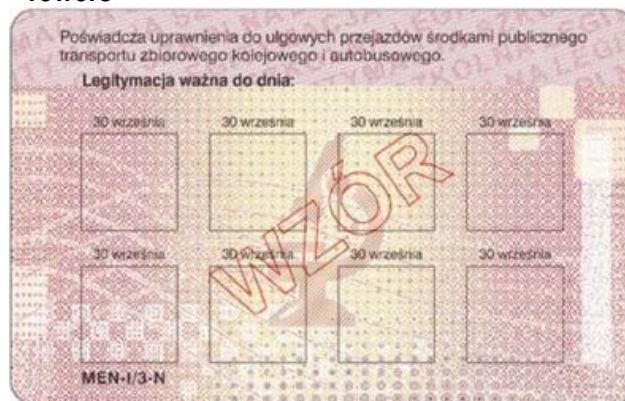 Poświadcza uprawnienia do ulgowych przejazdów środkami publicznego
transportu zbiorowego kolejowego i autobusowego.
Legitymacja ważna do dnia:
30 września 30 września 30 września 30 września
WZÓR
30 września 30 września 30 września 30 września
MEN-I/3-N